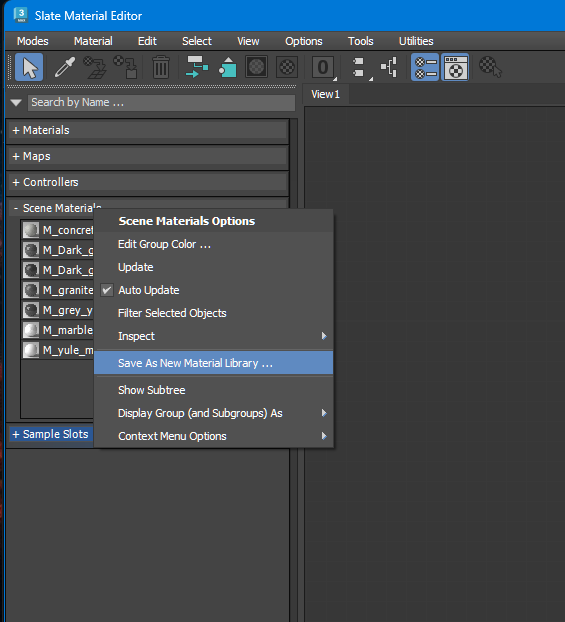 3
Slate Material Editor
Modes Material Edit Select View Options Tools Utilities
0
Search by Name ...
View1
+ Materials
+ Maps
+ Controllers
- Scene Materials
Scene Materials Options
M_concret
Edit Group Color ...
M_Dark_g
Update
M_Dark_g
Auto Update
M_granite
Filter Selected Objects
M_grey_y
Inspect
M_marble
M_yule_m
Save As New Material Library ...
Show Subtree
Display Group (and Subgroups) As
+ Sample Slots
Context Menu Options